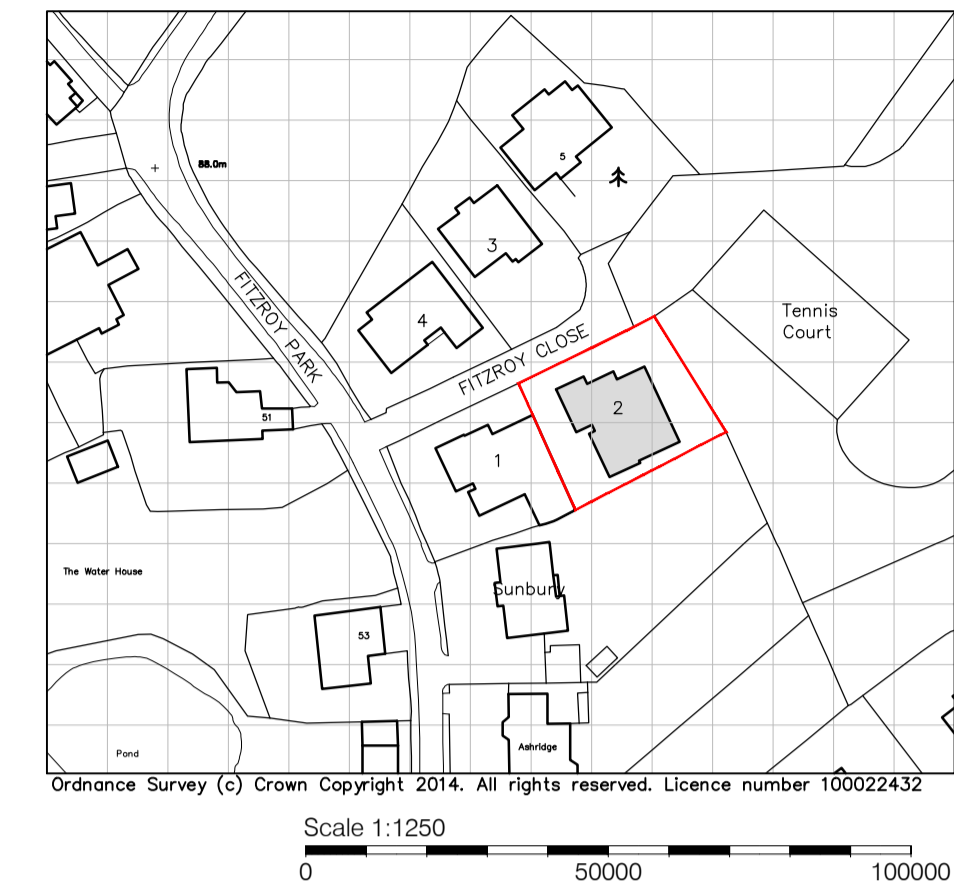 5
88.0m
3
Tennis
Court
4
FITZROY PARK
FITZROY CLOSE
2
51
1
The Water House
Sunbury
53
Ashridge
Pond
Ordnance Survey (c) Crown Copyright 2014. All rights reserved. Licence number 100022432
Scale 1:1250
0 50000 100000